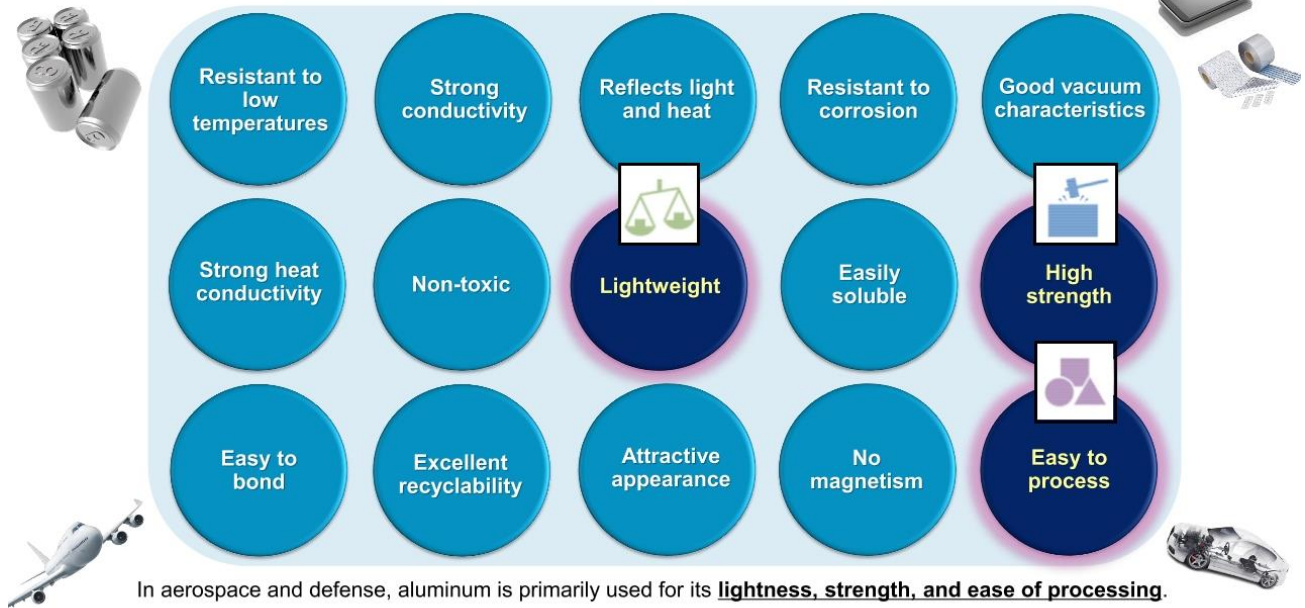 Resistant to
low
temperatures
Strong
conductivity
Reflects light
and heat
Resistant to
corrosion
Good vacuum
characteristics
Strong heat
conductivity
Non-toxic
Lightweight
Easily
soluble
High
strength
Easy to
bond
Excellent
recyclability
Attractive
appearance
No
magnetism
Easy to
process
In aerospace and defense, aluminum is primarily used for its lightness, strength, and ease of processing.